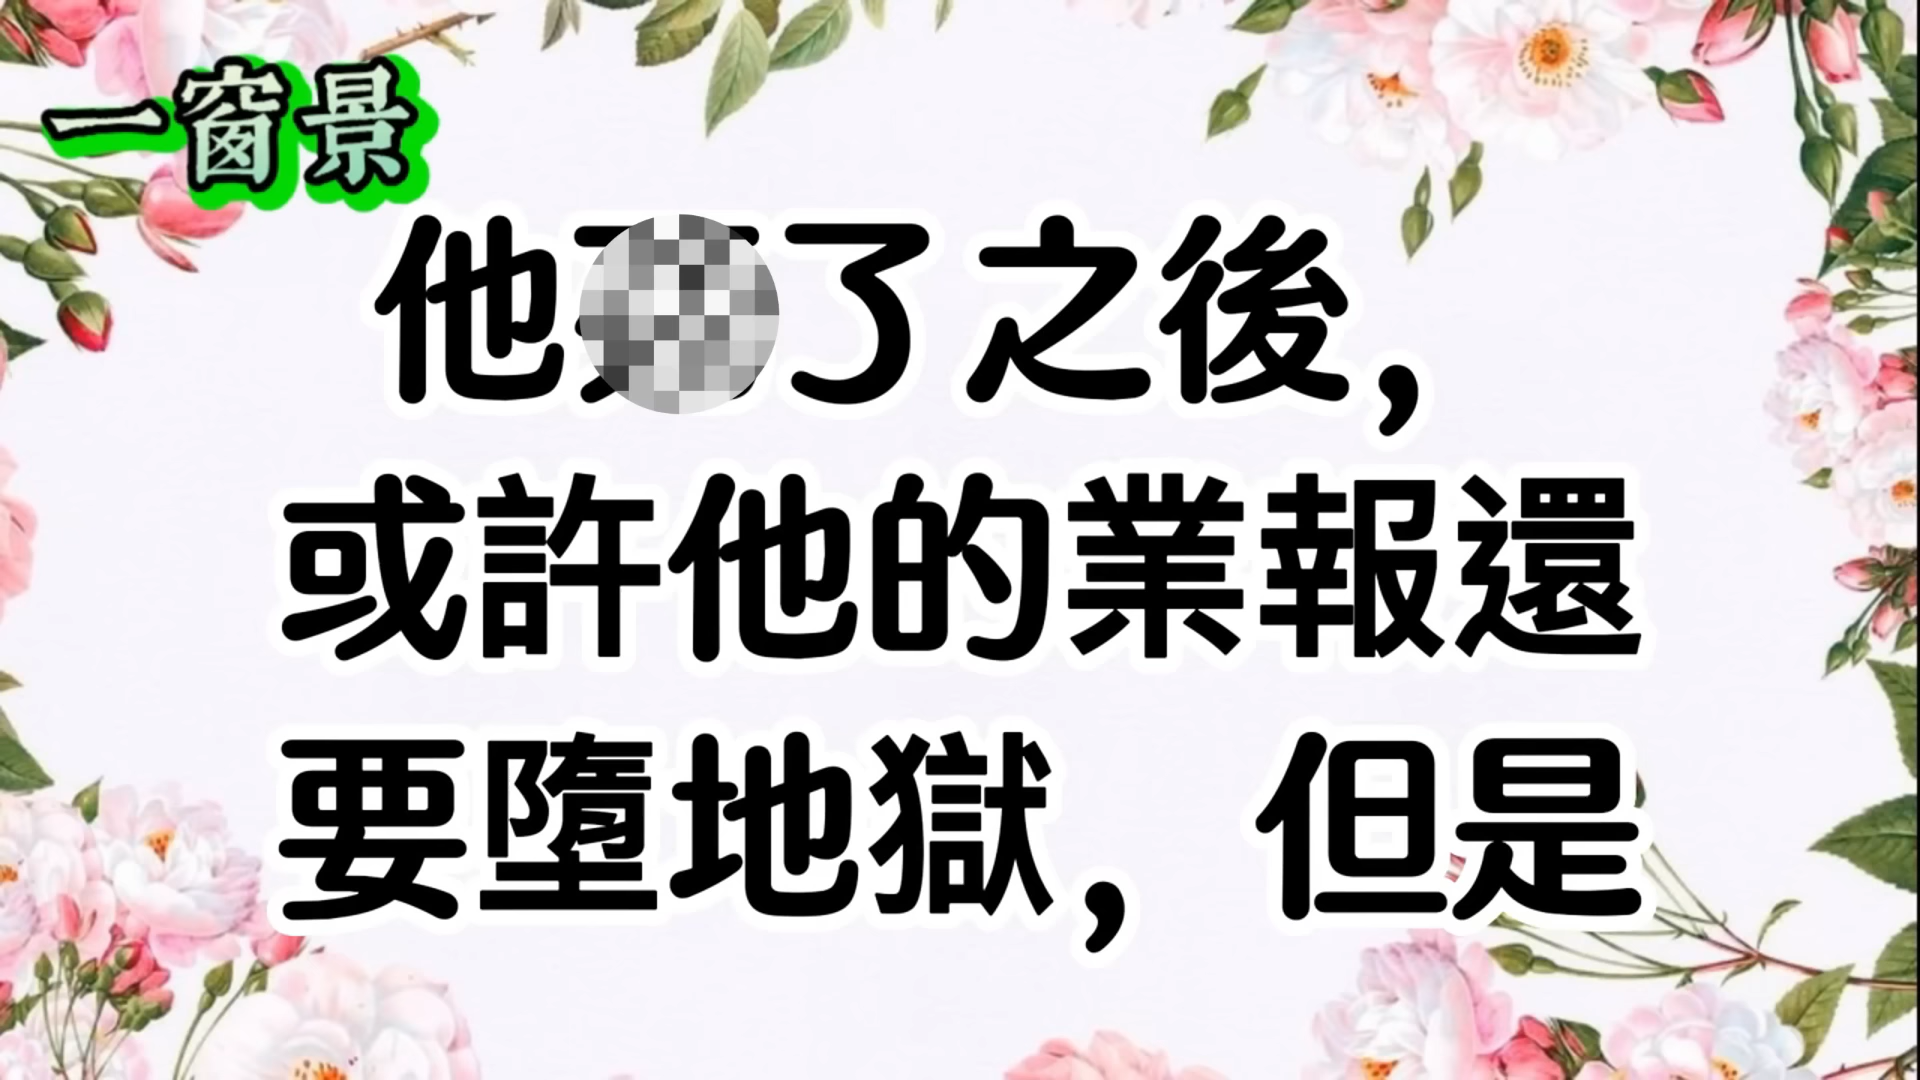 一窗景
他了之後，
或許他的業報還
要墮地獄，但是